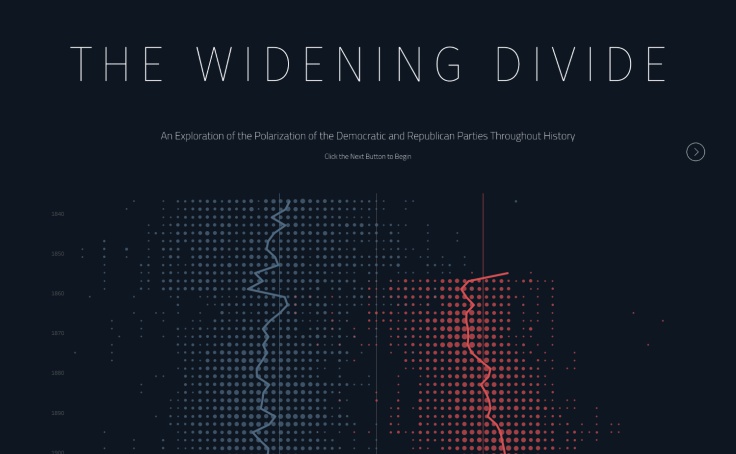 THE WIDENING DIVIDE
An Exploration of the Polarization of the Democratic and Republican Parties Throughout History
Click the Next Button to Begin
1840
1850
1860
1870
1880
1890
1900